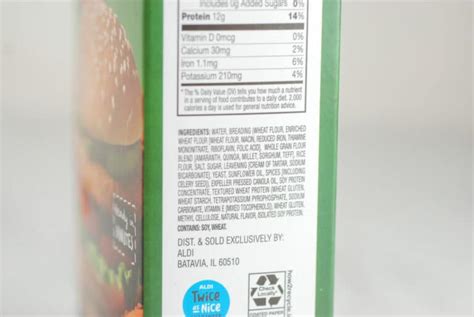 Includes 0g Added Sugars 0%
Protein 12g 14%
Vitamin D 0mcg 0%
Calcium 30mg 2%
Iron 1.1mg 6%
Potassium 210mg 4%
*The % Daily Value (DV) tells you how much a nutrient
in a serving of food contributes to a daily diet. 2,000
calories a day is used for general nutrition advice.
INGREDIENTS: WATER, BREADING (WHEAT FLOUR, ENRICHED
WHEAT FLOUR (WHEAT FLOUR, NIACIN, REDUCED IRON, THIAMINE
MONONITRATE, RIBOFLAVIN, FOLIC ACID), WHOLE GRAIN FLOUR
BLEND (AMARANTH, QUINOA, MILLET, SORGHUM, TEFF), RICE
FLOUR, SALT, SUGAR, LEAVENING [CREAM OF TARTAR, SODIUM
BICARBONATE], YEAST, SUNFLOWER OIL, SPICES [INCLUDING
CELERY SEED]), EXPELLER PRESSED CANOLA OIL, SOY PROTEIN
CONCENTRATE, TEXTURED WHEAT PROTEIN (WHEAT GLUTEN,
WHEAT STARCH, TETRAPOTASSIUM PYROPHOSPHATE, SODIUM
CARBONATE, VITAMIN E (MIXED TOCOPHEROLS), WHEAT GLUTEN,
METHYL CELLULOSE, NATURAL FLAVOR, ISOLATED SOY PROTEIN.
CONTAINS: SOY, WHEAT.
DIST. & SOLD EXCLUSIVELY BY:
ALDI
BATAVIA, IL 60510
ALDI
Twice
as Nice
Check
Locally*
how2recycle